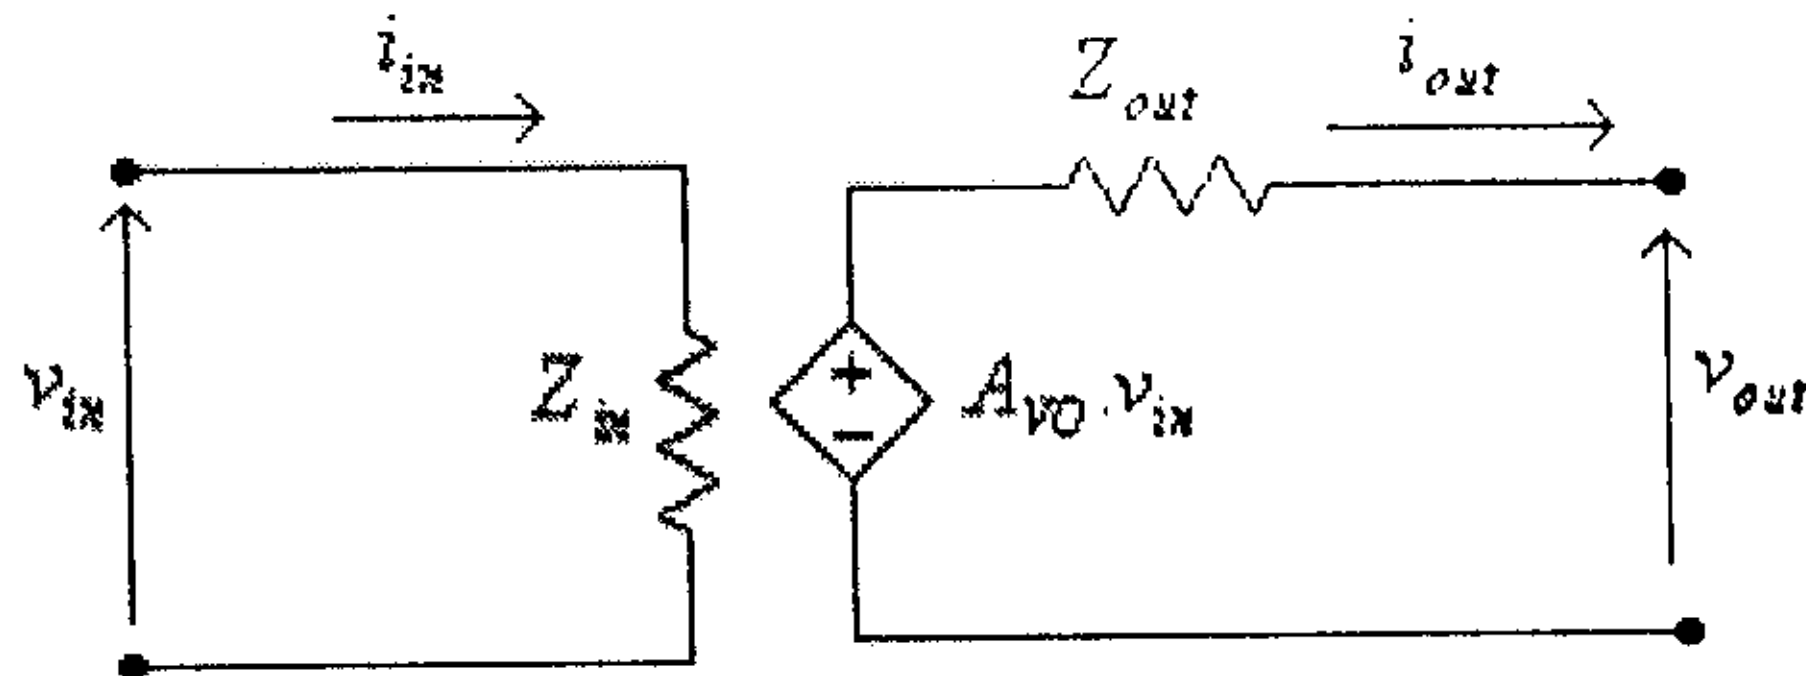 i_in
Z_out
i_out
v_in
Z_in
+
−
A_VO . v_in
v_out